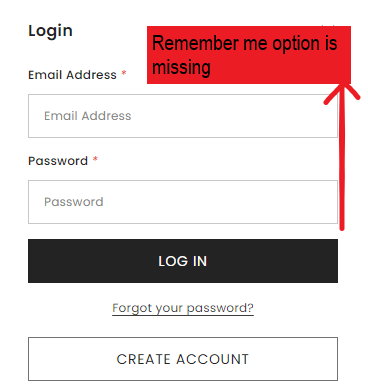 Login
Remember me option is
missing
Email Address *
Email Address
Password *
Password
LOG IN
Forgot your password?
CREATE ACCOUNT